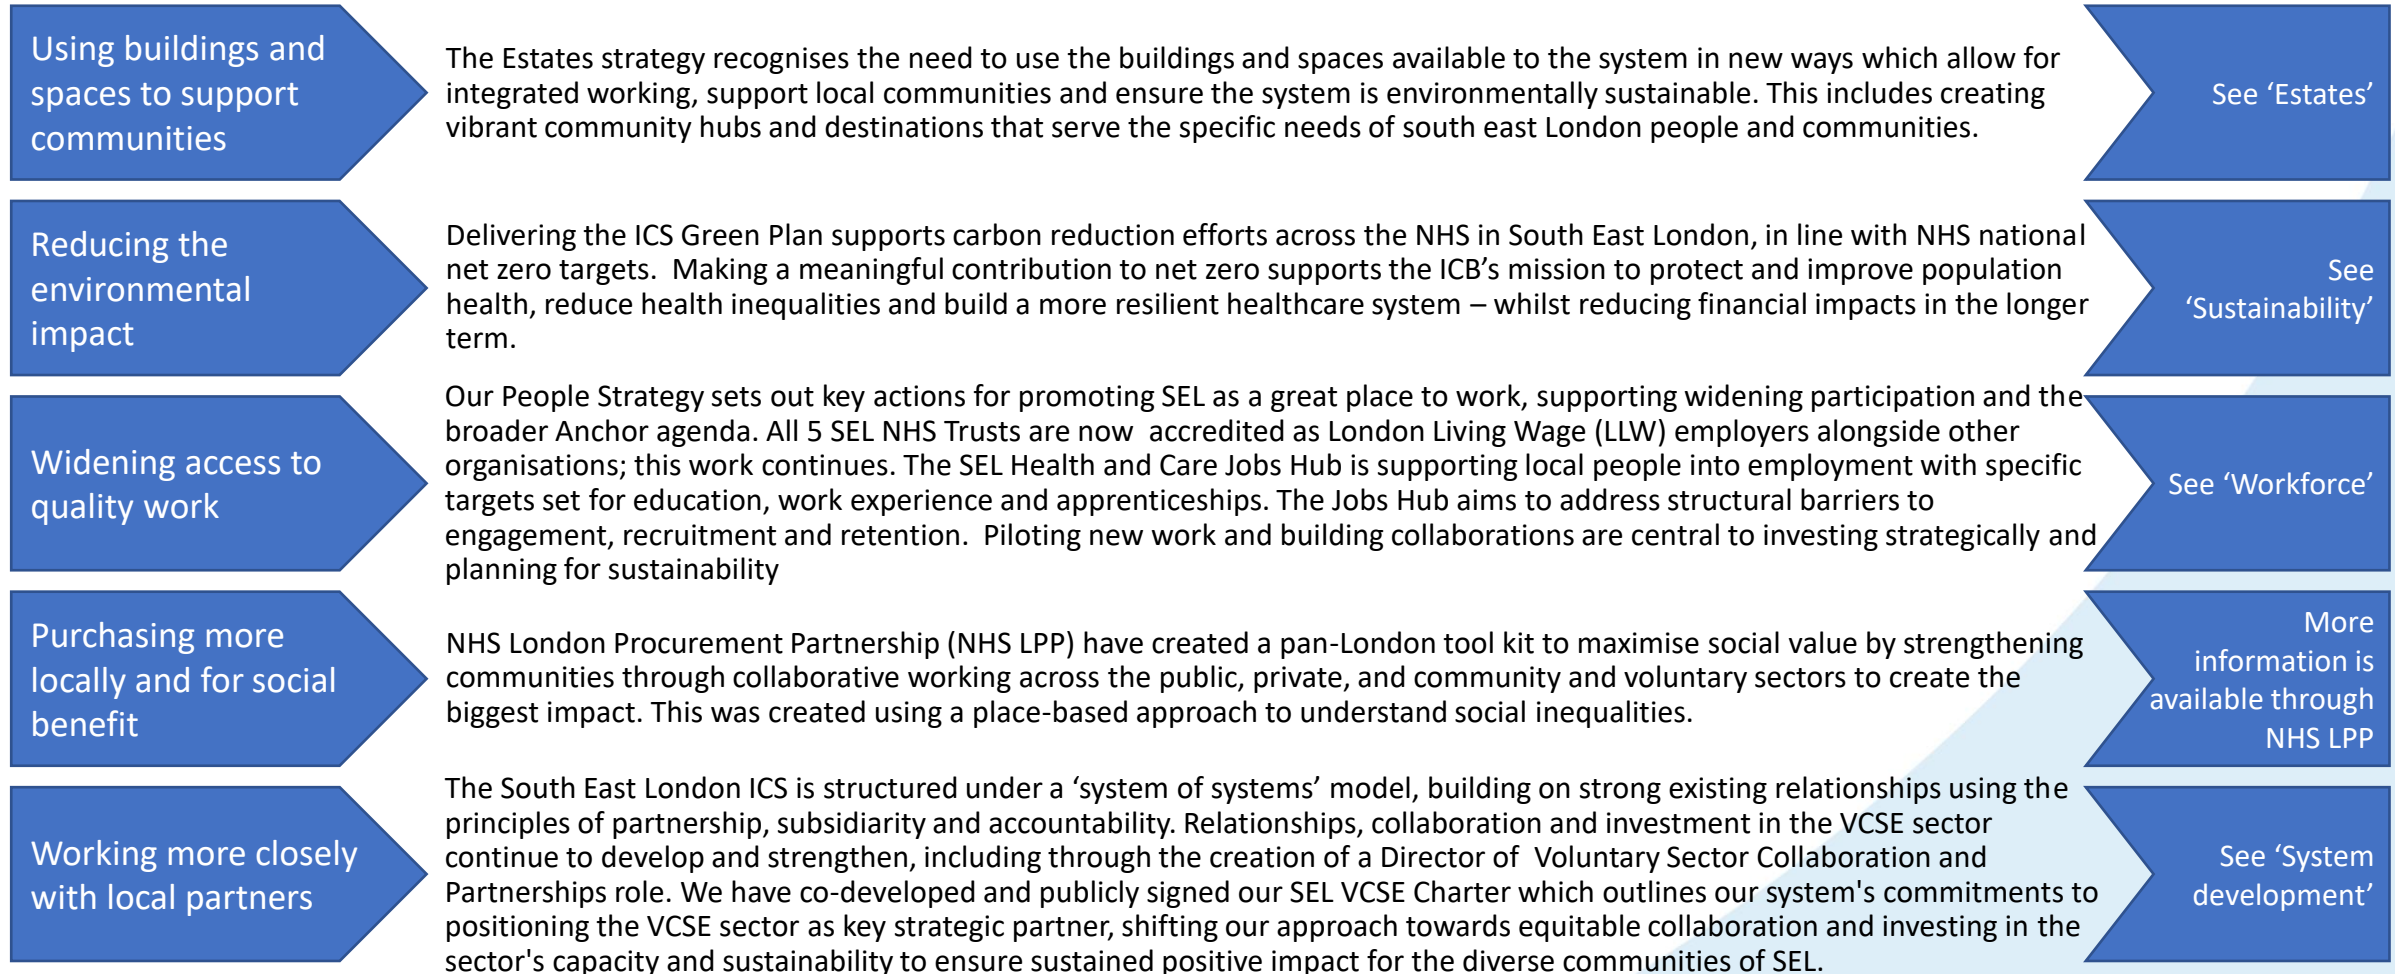 Using buildings and
spaces to support
communities
The Estates strategy recognises the need to use the buildings and spaces available to the system in new ways which allow for
integrated working, support local communities and ensure the system is environmentally sustainable. This includes creating
vibrant community hubs and destinations that serve the specific needs of south east London people and communities.
See ‘Estates’
Reducing the
environmental
impact
Delivering the ICS Green Plan supports carbon reduction efforts across the NHS in South East London, in line with NHS national
net zero targets.  Making a meaningful contribution to net zero supports the ICB’s mission to protect and improve population
health, reduce health inequalities and build a more resilient healthcare system – whilst reducing financial impacts in the longer
term.
See
‘Sustainability’
Widening access to
quality work
Our People Strategy sets out key actions for promoting SEL as a great place to work, supporting widening participation and the
broader Anchor agenda. All 5 SEL NHS Trusts are now  accredited as London Living Wage (LLW) employers alongside other
organisations; this work continues. The SEL Health and Care Jobs Hub is supporting local people into employment with specific
targets set for education, work experience and apprenticeships. The Jobs Hub aims to address structural barriers to
engagement, recruitment and retention.  Piloting new work and building collaborations are central to investing strategically and
planning for sustainability
See ‘Workforce’
Purchasing more
locally and for social
benefit
NHS London Procurement Partnership (NHS LPP) have created a pan-London tool kit to maximise social value by strengthening
communities through collaborative working across the public, private, and community and voluntary sectors to create the
biggest impact. This was created using a place-based approach to understand social inequalities.
More
information is
available through
NHS LPP
Working more closely
with local partners
The South East London ICS is structured under a ‘system of systems’ model, building on strong existing relationships using the
principles of partnership, subsidiarity and accountability. Relationships, collaboration and investment in the VCSE sector
continue to develop and strengthen, including through the creation of a Director of  Voluntary Sector Collaboration and
Partnerships role. We have co-developed and publicly signed our SEL VCSE Charter which outlines our system's commitments to
positioning the VCSE sector as key strategic partner, shifting our approach towards equitable collaboration and investing in the
sector's capacity and sustainability to ensure sustained positive impact for the diverse communities of SEL.
See ‘System
development’